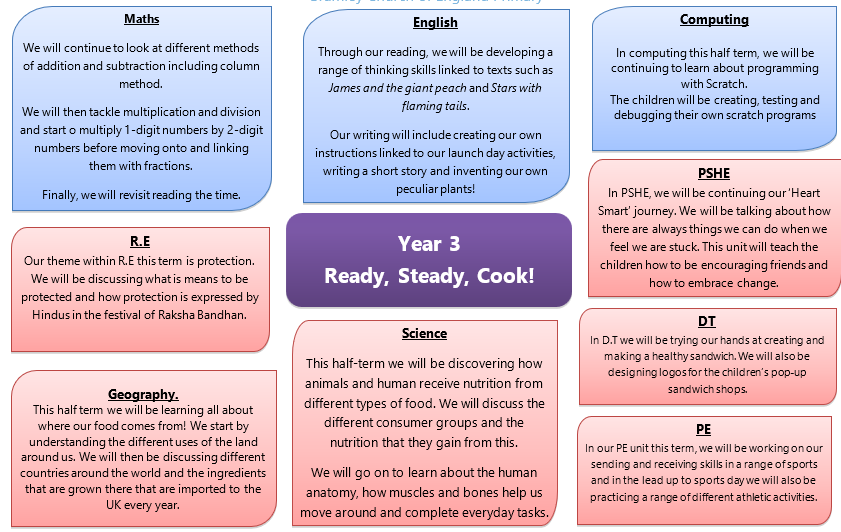 Maths
We will continue to look at different methods
of addition and subtraction including column
method.
We will then tackle multiplication and division
and start o multiply 1-digit numbers by 2-digit
numbers before moving onto and linking
them with fractions.
Finally, we will revisit reading the time.
English
Through our reading, we will be developing a
range of thinking skills linked to texts such as
James and the giant peach and Stars with
flaming tails.
Our writing will include creating our own
instructions linked to our launch day activities,
writing a short story and inventing our own
peculiar plants!
Computing
In computing this half term, we will be
continuing to learn about programming
with Scratch.
The children will be creating, testing and
debugging their own scratch programs
PSHE
In PSHE, we will be continuing our ‘Heart
Smart’ journey. We will be talking about how
there are always things we can do when we
feel we are stuck. This unit will teach the
children how to be encouraging friends and
how to embrace change.
R.E
Our theme within R.E this term is protection.
We will be discussing what is means to be
protected and how protection is expressed by
Hindus in the festival of Raksha Bandhan.
Year 3
Ready, Steady, Cook!
Science
This half-term we will be discovering how
animals and human receive nutrition from
different types of food. We will discuss the
different consumer groups and the
nutrition that they gain from this.
We will go on to learn about the human
anatomy, how muscles and bones help us
move around and complete everyday tasks.
DT
In D.T we will be trying our hands at creating and
making a healthy sandwich. We will also be
designing logos for the children’s pop-up
sandwich shops.
Geography.
This half term we will be learning all about
where our food comes from! We start by
understanding the different uses of the land
around us. We will then be discussing different
countries around the world and the ingredients
that are grown there that are imported to the
UK every year.
PE
In our PE unit this term, we will be working on our
sending and receiving skills in a range of sports
and in the lead up to sports day we will also be
practicing a range of different athletic activities.